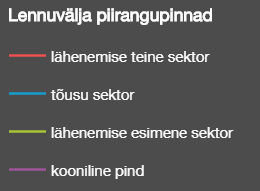 Lennuvälja piirangupinnad
lähenemise teine sektor
tõusu sektor
lähenemise esimene sektor
kooniline pind